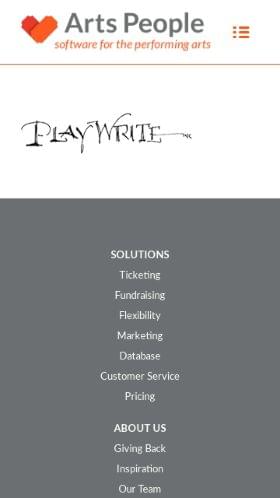 Arts People
software for the performing arts
PLAYWRITE INC
SOLUTIONS
Ticketing
Fundraising
Flexibility
Marketing
Database
Customer Service
Pricing
ABOUT US
Giving Back
Inspiration
Our Team